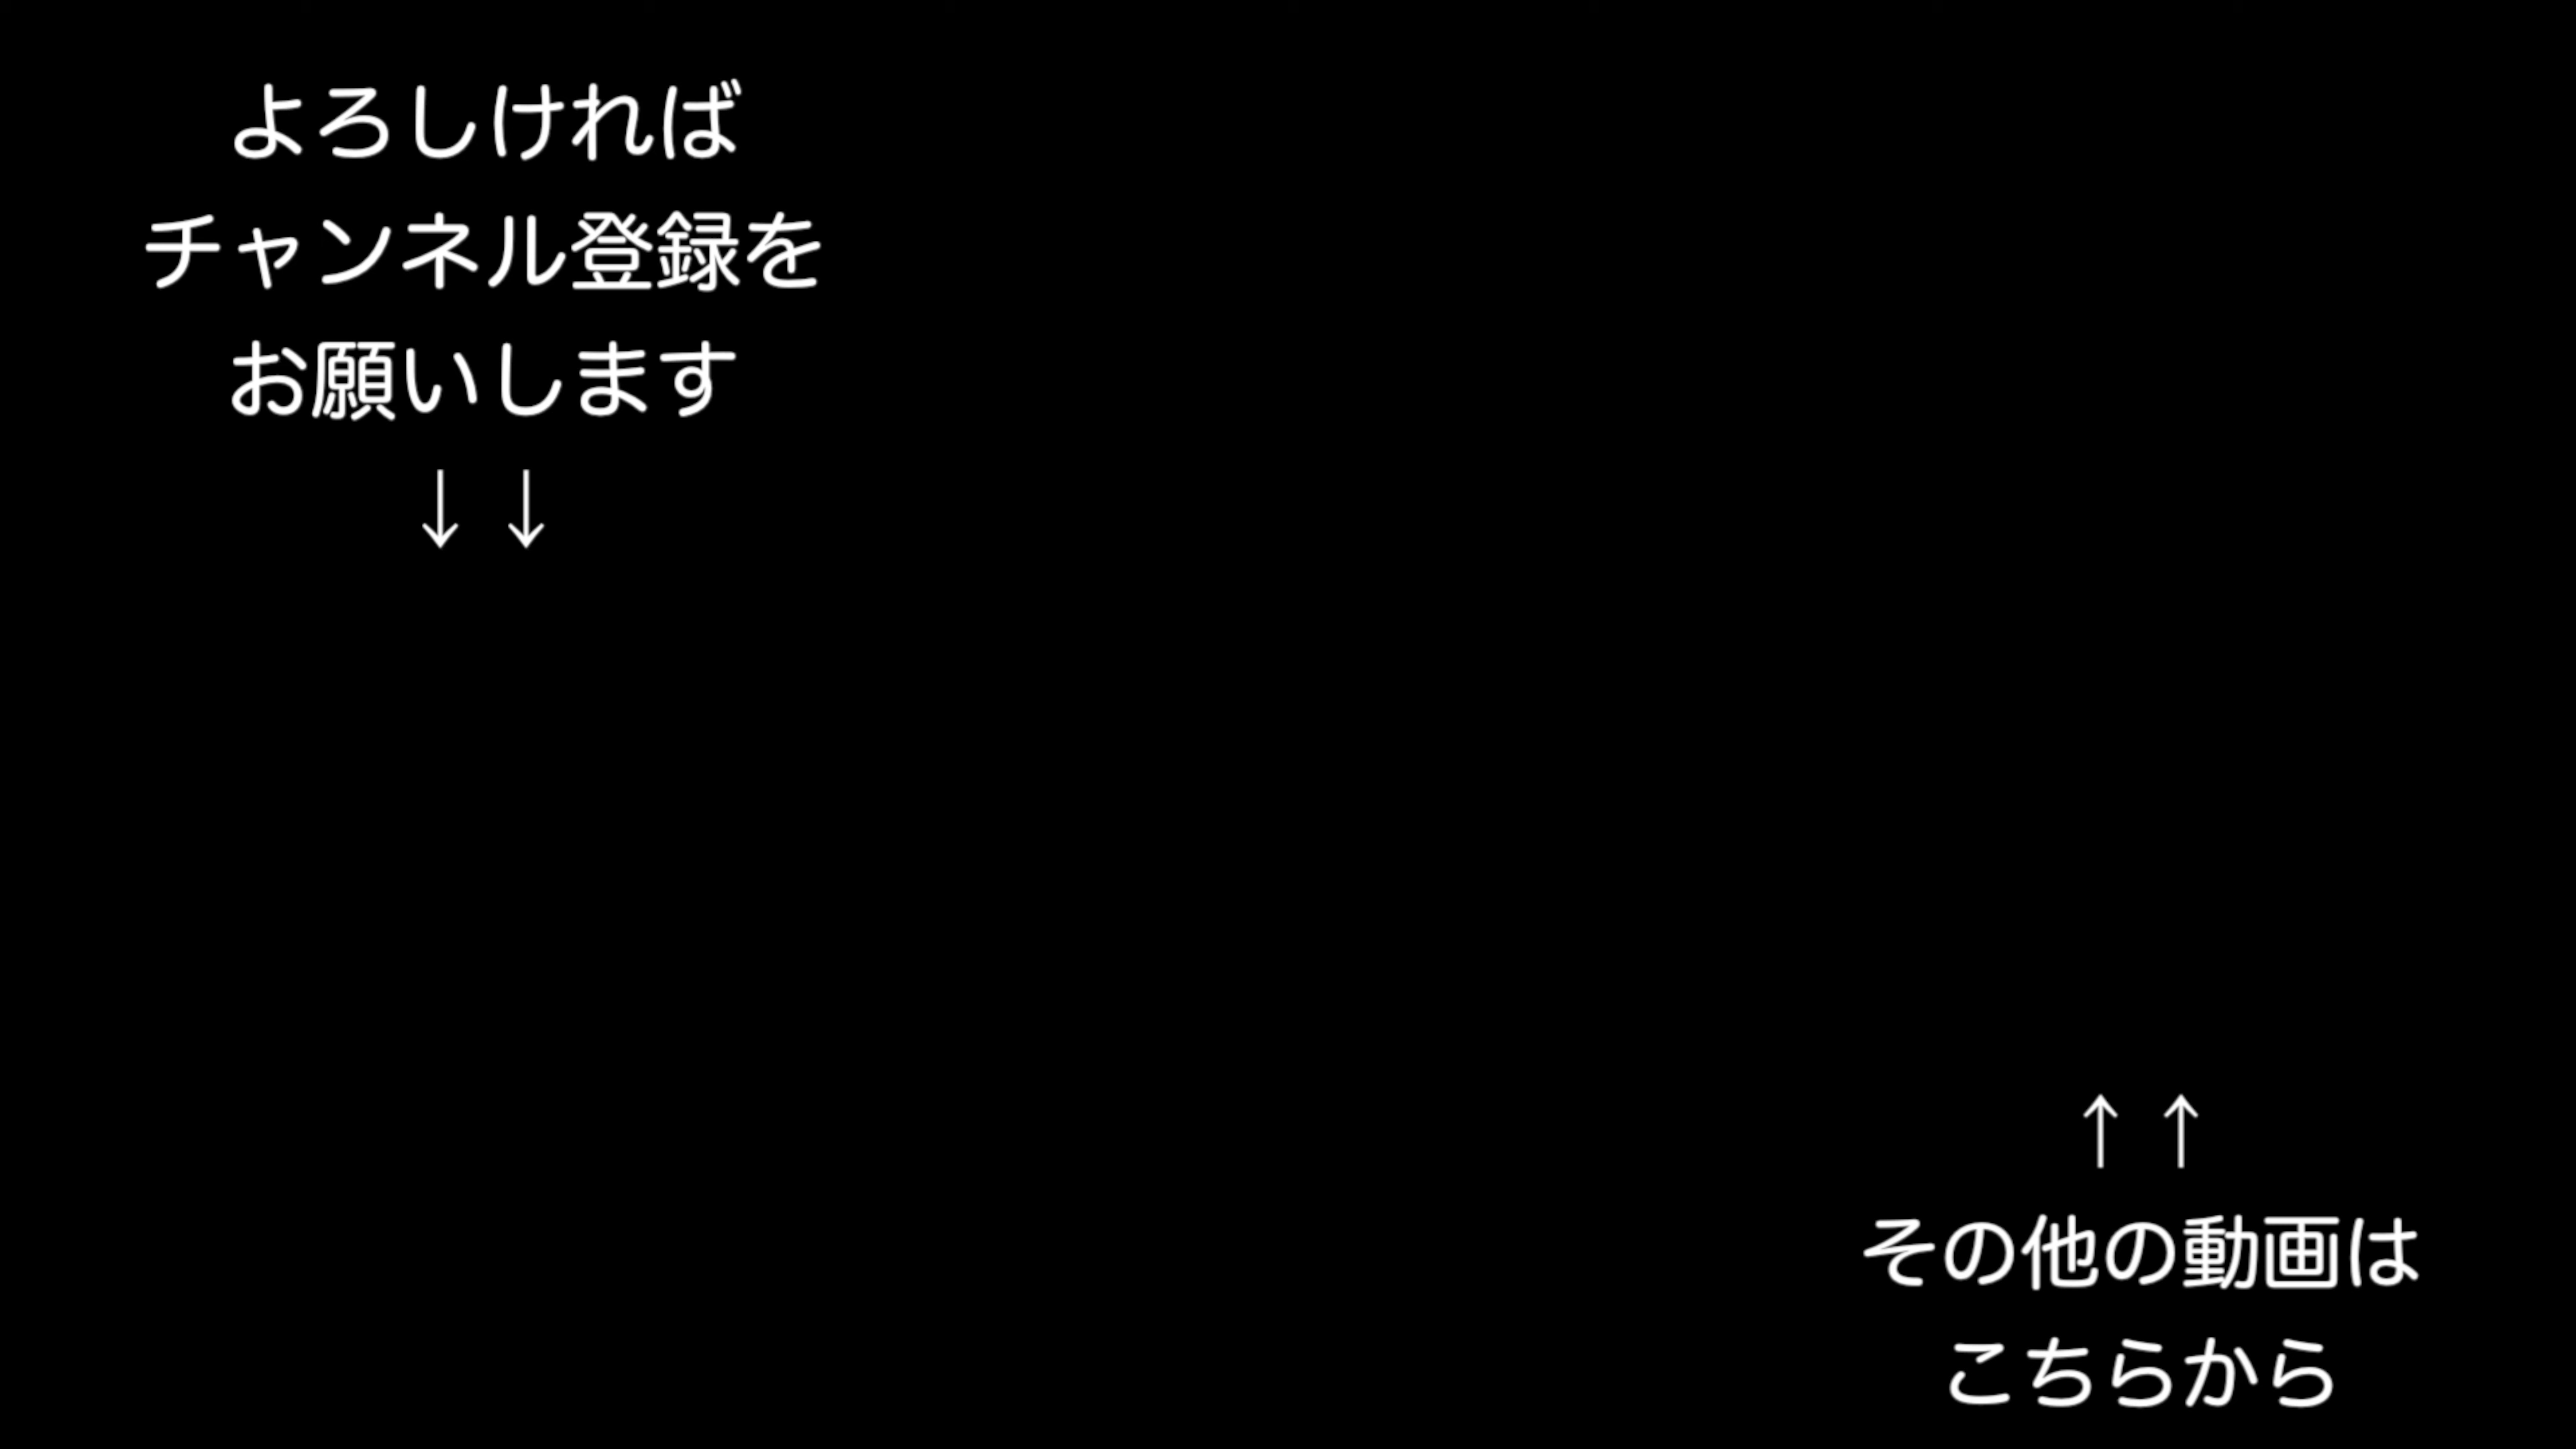 よろしければ
チャンネル登録を
お願いします
↓↓
↑↑
その他の動画は
こちらから